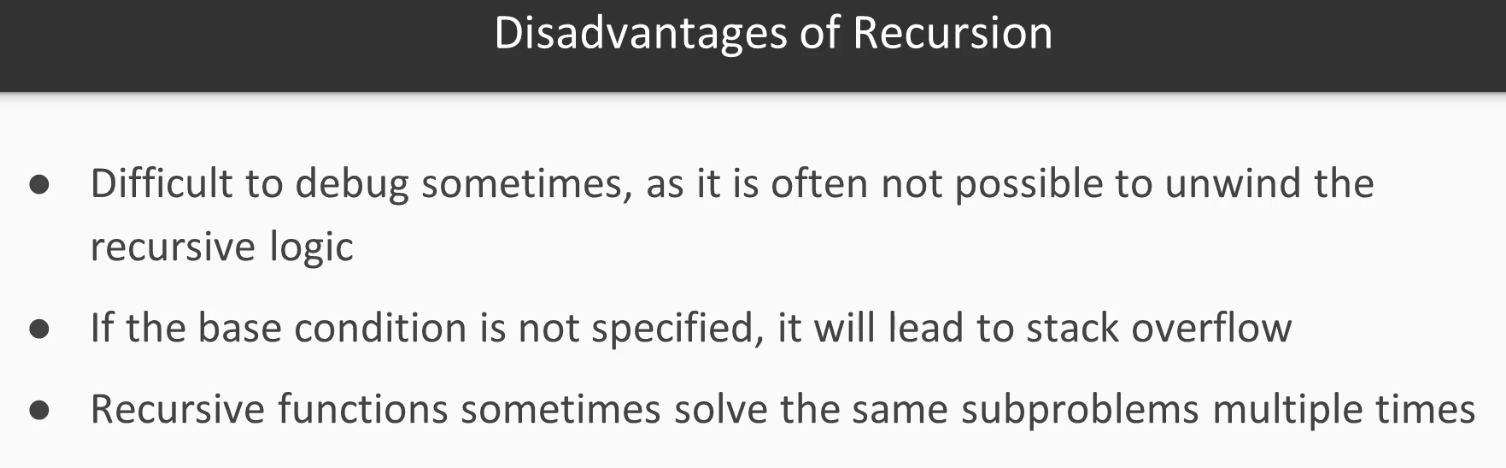 Disadvantages of Recursion
● Difficult to debug sometimes, as it is often not possible to unwind the
recursive logic
● If the base condition is not specified, it will lead to stack overflow
● Recursive functions sometimes solve the same subproblems multiple times